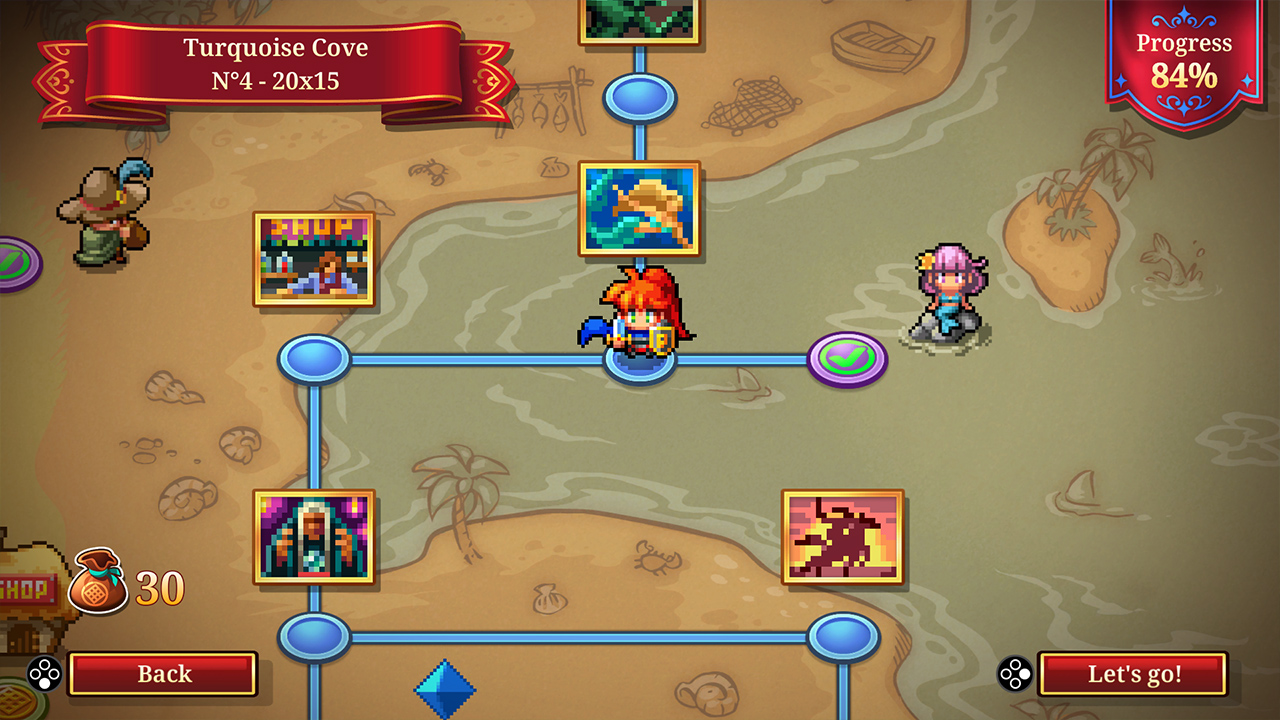 Turquoise Cove
N°4 - 20x15
Progress
84%
SHOP
SHOP
30
Back
Let's go!